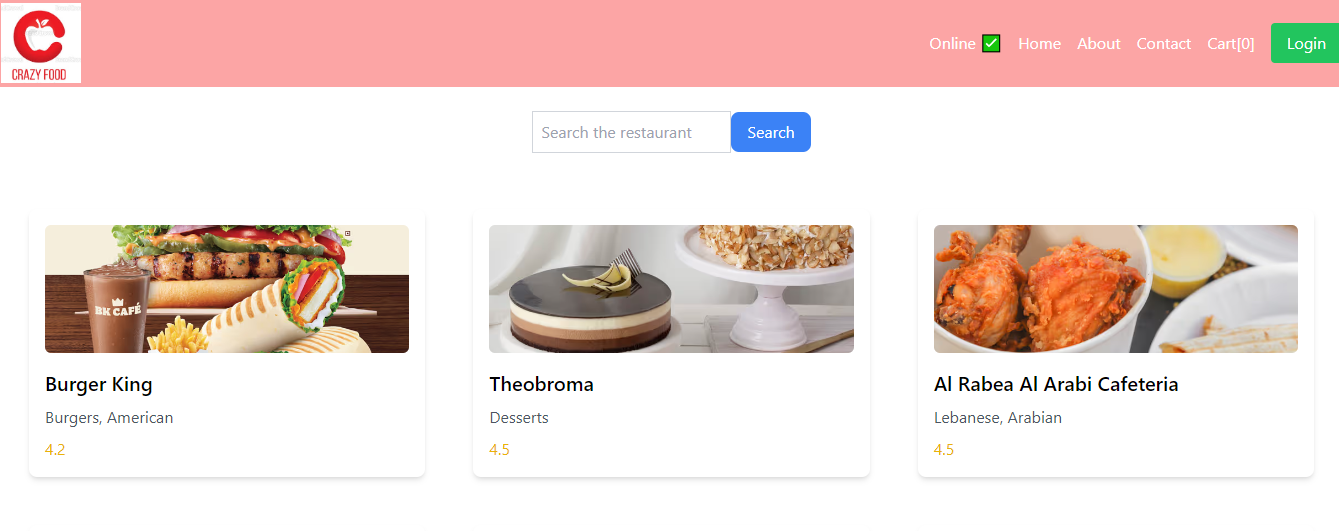 CRAZY FOOD
Online ✅ Home About Contact Cart[0] Login
Search the restaurant Search
BK CAFÉ
Burger King
Burgers, American
4.2
Theobroma
Desserts
4.5
Al Rabea Al Arabi Cafeteria
Lebanese, Arabian
4.5